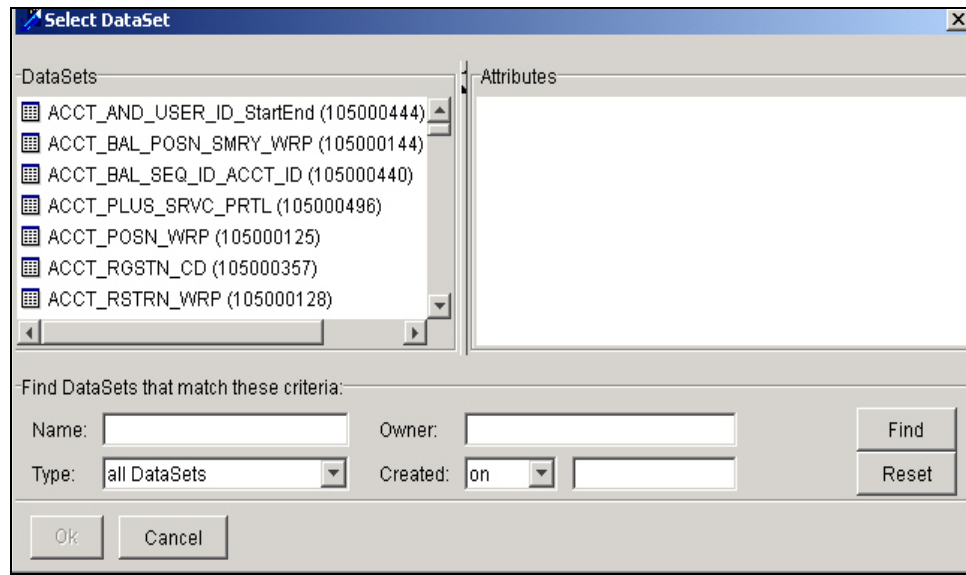 Select DataSet
DataSets
Attributes
ACCT_AND_USER_ID_StartEnd (105000444)
ACCT_BAL_POSN_SMRY_WRP (105000144)
ACCT_BAL_SEQ_ID_ACCT_ID (105000440)
ACCT_PLUS_SRVC_PRTL (105000496)
ACCT_POSN_WRP (105000125)
ACCT_RGSTN_CD (105000357)
ACCT_RSTRN_WRP (105000128)
Find DataSets that match these criteria:
Name: Owner: Find
Type: all DataSets Created: on Reset
Ok Cancel